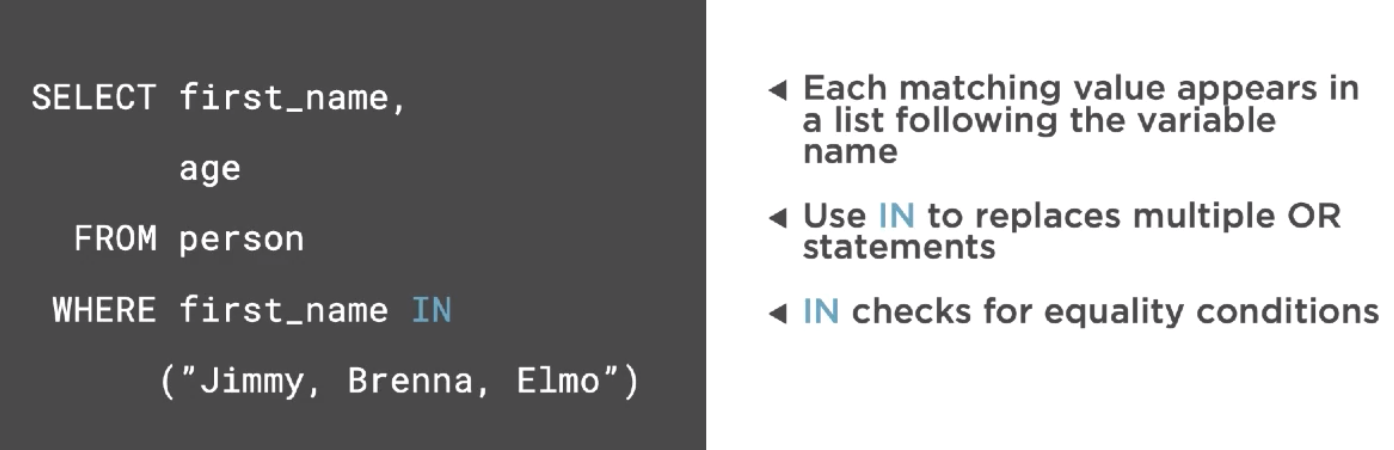 SELECT first_name,
age
FROM person
WHERE first_name IN
("Jimmy, Brenna, Elmo")
Each matching value appears in
a list following the variable
name
Use IN to replaces multiple OR
statements
IN checks for equality conditions